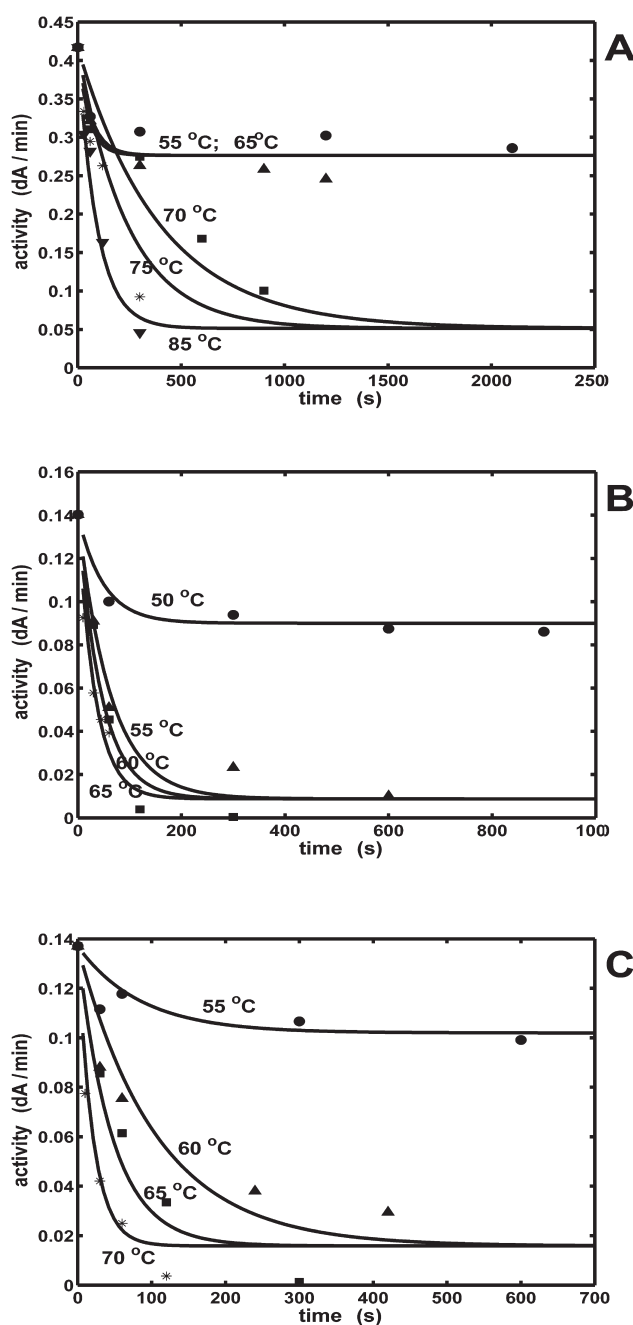 A
0.45
0.4
0.35
0.3
0.25
0.2
0.15
0.1
0.05
0
activity (dA / min)
55 °C; 65°C
70 °C
75 °C
85 °C
0 500 1000 1500 2000 2500
time (s)
B
0.16
0.14
0.12
0.1
0.08
0.06
0.04
0.02
0
activity (dA / min)
50 °C
55 °C
60 °C
65 °C
0 200 400 600 800 1000
time (s)
C
0.14
0.12
0.1
0.08
0.06
0.04
0.02
0
activity (dA / min)
55 °C
60 °C
65 °C
70 °C
0 100 200 300 400 500 600 700
time (s)